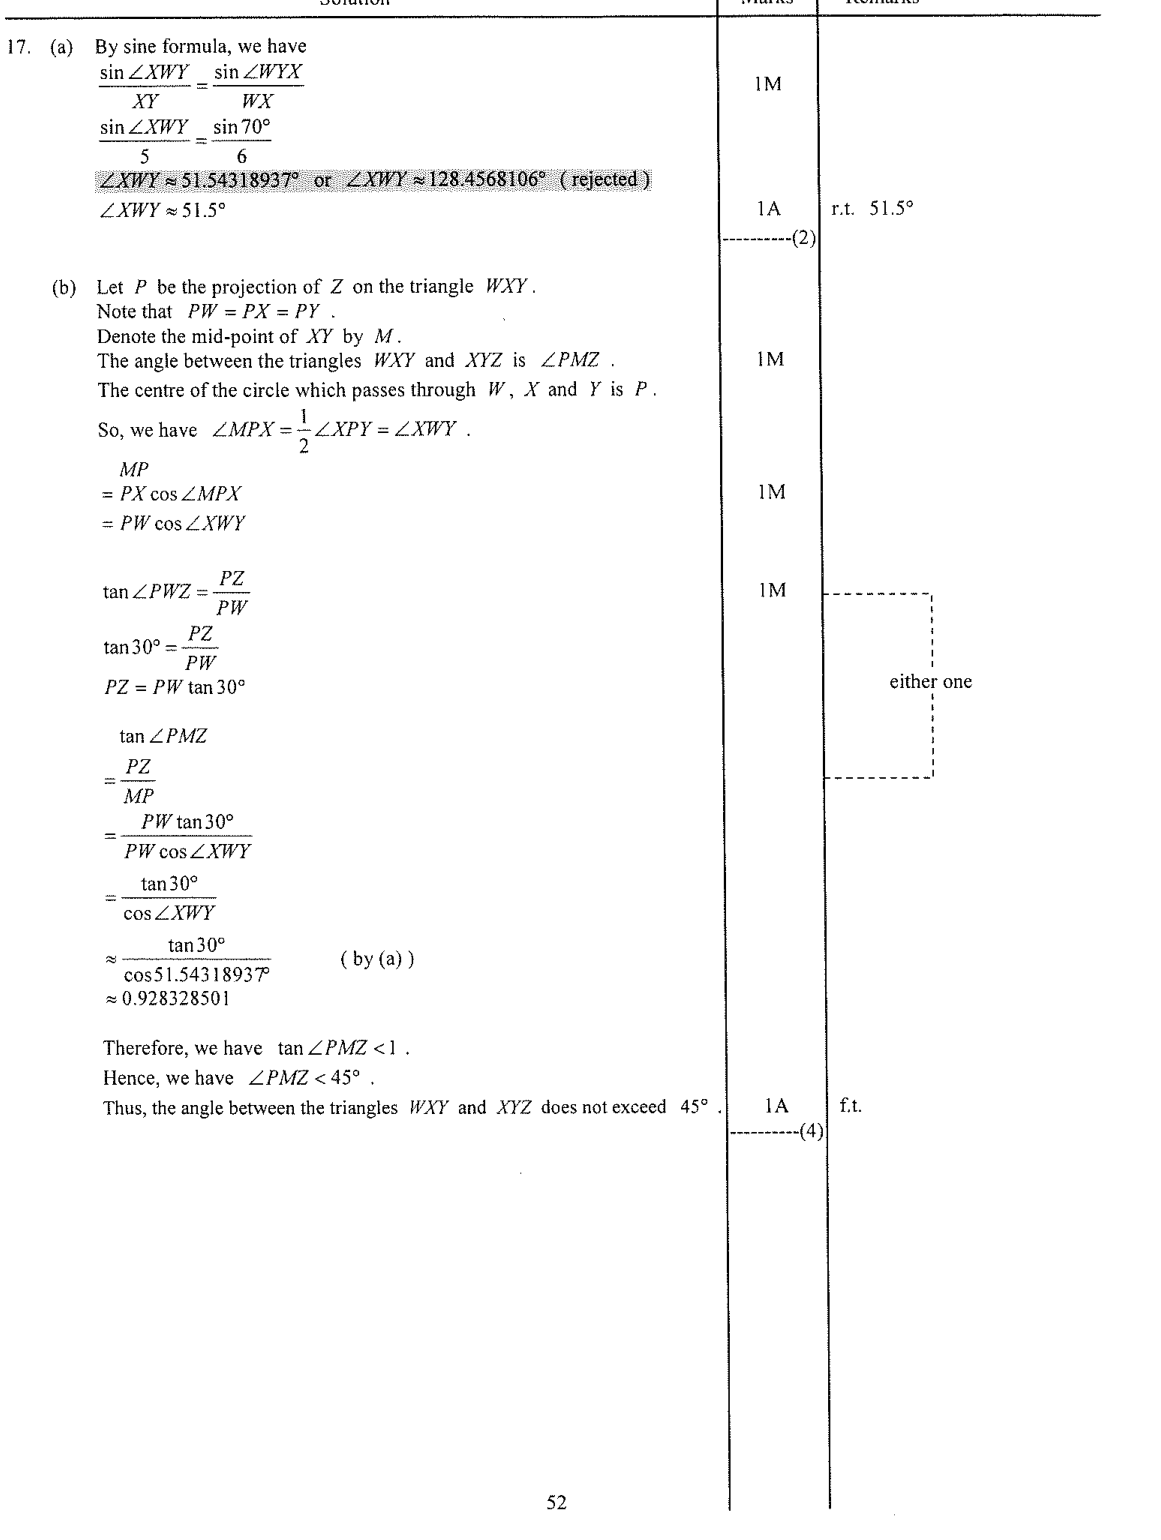 Solution Marks Remarks
17. (a) By sine formula, we have
sin ∠XWY / XY = sin ∠WYX / WX 1M
sin ∠XWY / 5 = sin 70° / 6
∠XWY ≈ 51.54318937° or ∠XWY ≈ 128.4568106° ( rejected )
∠XWY ≈ 51.5° 1A r.t. 51.5°
----------(2)
(b) Let P be the projection of Z on the triangle WXY .
Note that PW = PX = PY .
Denote the mid-point of XY by M .
The angle between the triangles WXY and XYZ is ∠PMZ . 1M
The centre of the circle which passes through W , X and Y is P .
So, we have ∠MPX = 1/2 ∠XPY = ∠XWY .
MP
= PX cos ∠MPX 1M
= PW cos ∠XWY
tan ∠PWZ = PZ / PW 1M
tan 30° = PZ / PW
PZ = PW tan 30° either one
tan ∠PMZ
= PZ / MP
= PW tan 30° / PW cos ∠XWY
= tan 30° / cos ∠XWY
≈ tan 30° / cos 51.54318937° ( by (a) )
≈ 0.928328501
Therefore, we have tan ∠PMZ < 1 .
Hence, we have ∠PMZ < 45° .
Thus, the angle between the triangles WXY and XYZ does not exceed 45° . 1A f.t.
----------(4)
52